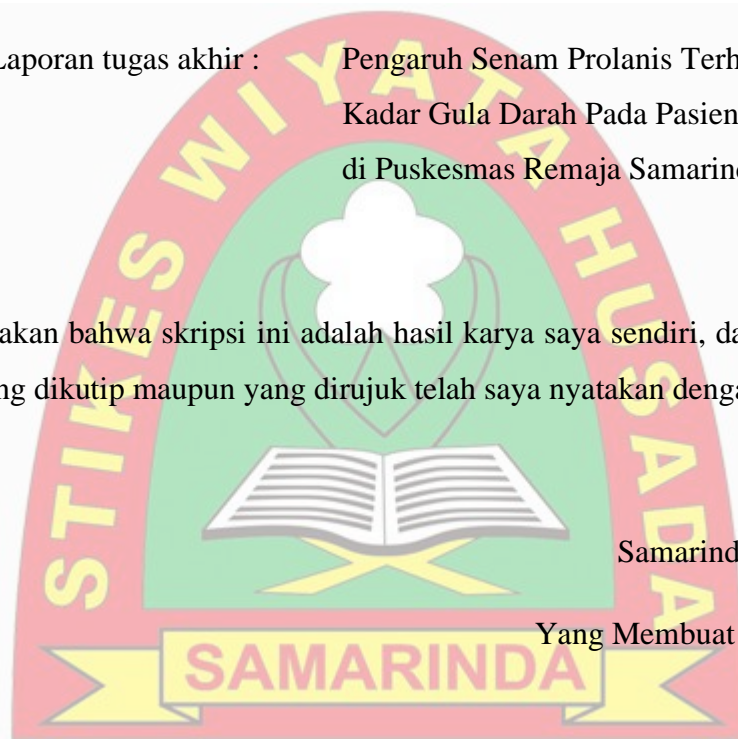 Laporan tugas akhir : Pengaruh Senam Prolanis Terh
Kadar Gula Darah Pada Pasien
di Puskesmas Remaja Samarind
akan bahwa skripsi ini adalah hasil karya saya sendiri, da
ng dikutip maupun yang dirujuk telah saya nyatakan denga
Samarind
Yang Membuat
STIKES WIYATA HUSADA
SAMARINDA